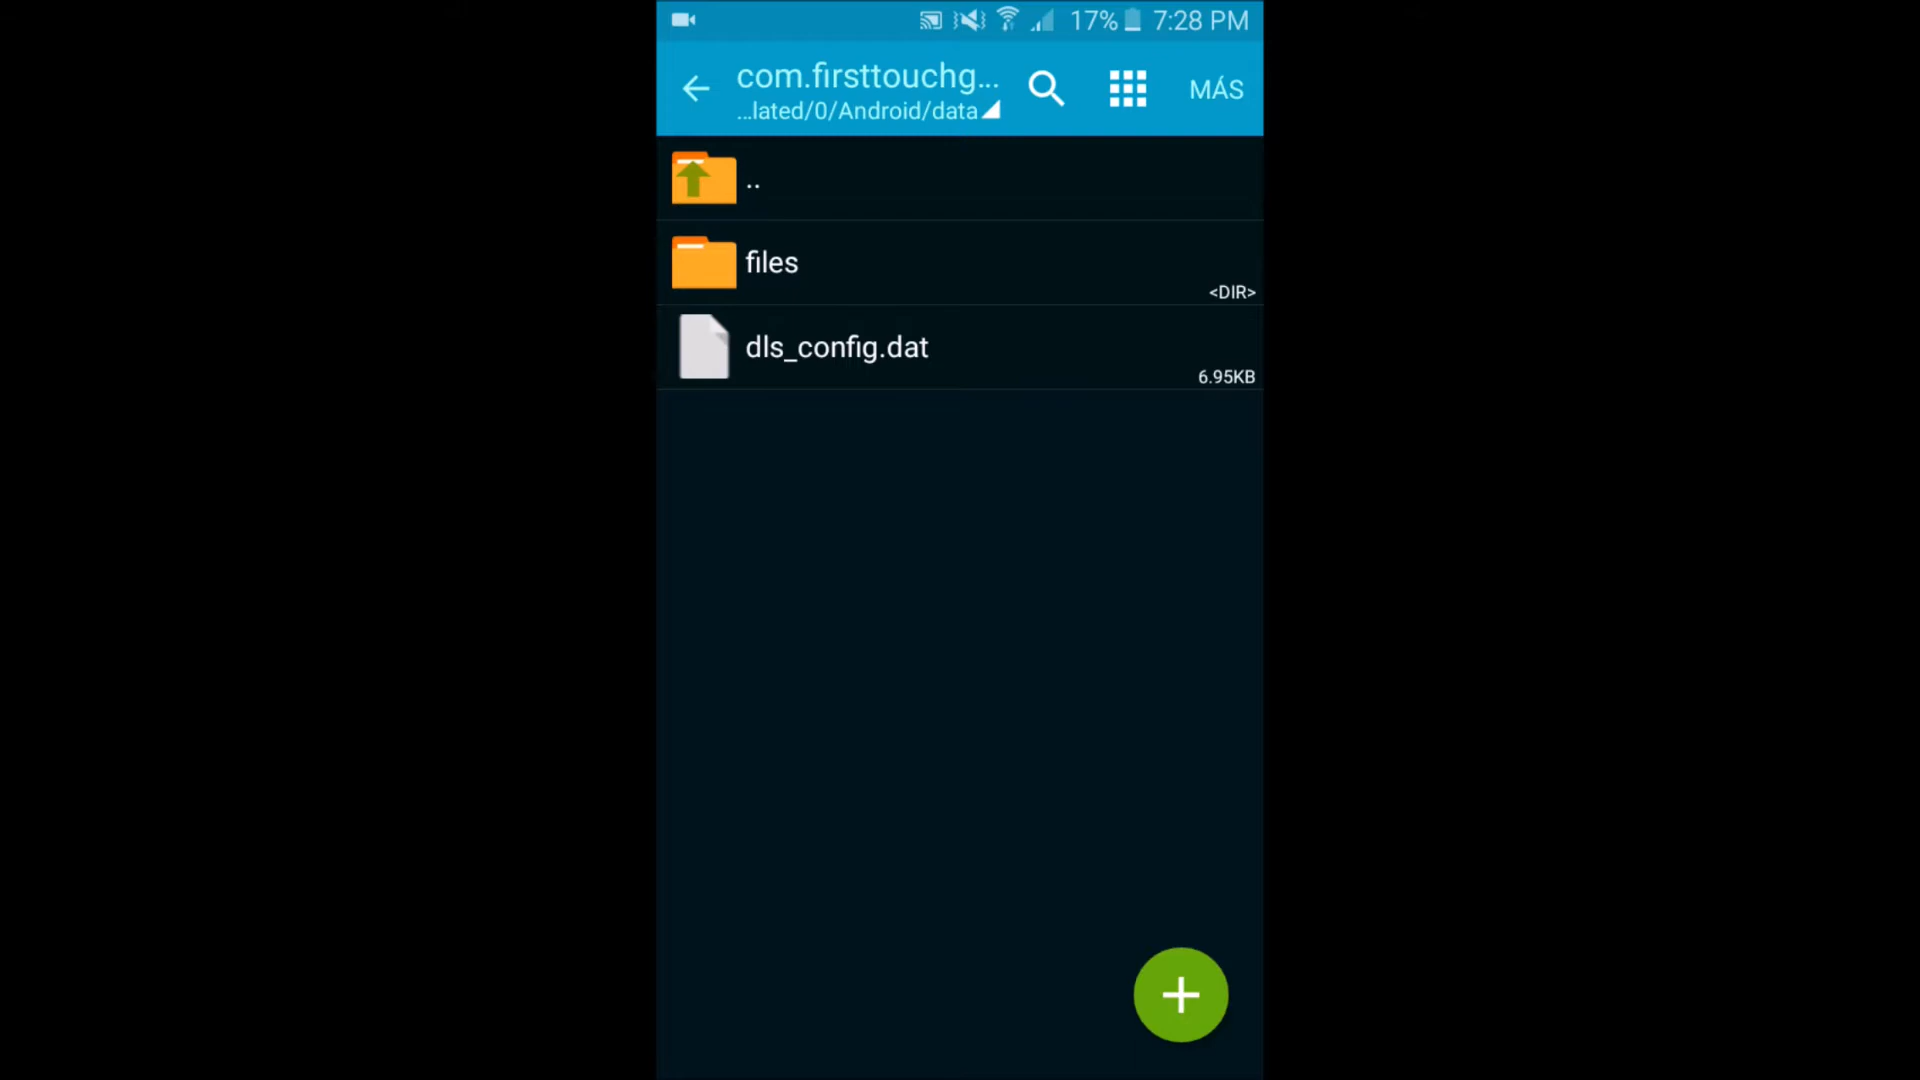 17% 7:28 PM
com.firsttouchg...
...lated/0/Android/data
MÁS
..
files
<DIR>
dls_config.dat
6.95KB